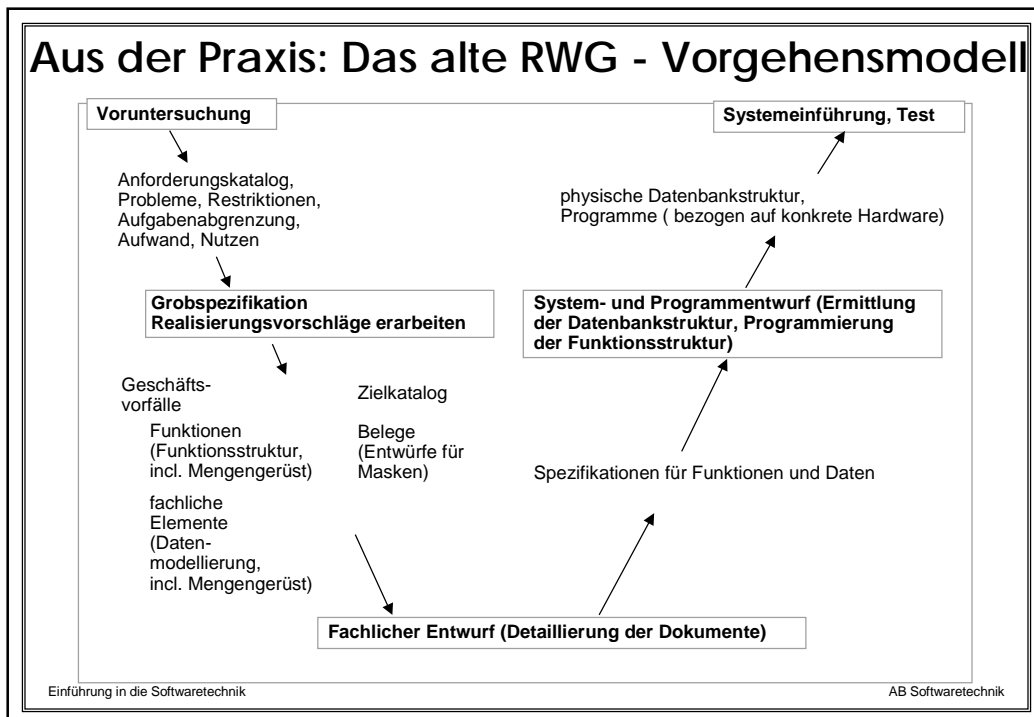 Aus der Praxis: Das alte RWG - Vorgehensmodell
Voruntersuchung
Anforderungskatalog,
Probleme, Restriktionen,
Aufgabenabgrenzung,
Aufwand, Nutzen
Grobspezifikation
Realisierungsvorschläge erarbeiten
Geschäfts-
vorfälle
Funktionen
(Funktionsstruktur,
incl. Mengengerüst)
fachliche
Elemente
(Daten-
modellierung,
incl. Mengengerüst)
Zielkatalog
Belege
(Entwürfe für
Masken)
Fachlicher Entwurf (Detaillierung der Dokumente)
Spezifikationen für Funktionen und Daten
System- und Programmentwurf (Ermittlung
der Datenbankstruktur, Programmierung
der Funktionsstruktur)
physische Datenbankstruktur,
Programme ( bezogen auf konkrete Hardware)
Systemeinführung, Test
Einführung in die Softwaretechnik
AB Softwaretechnik